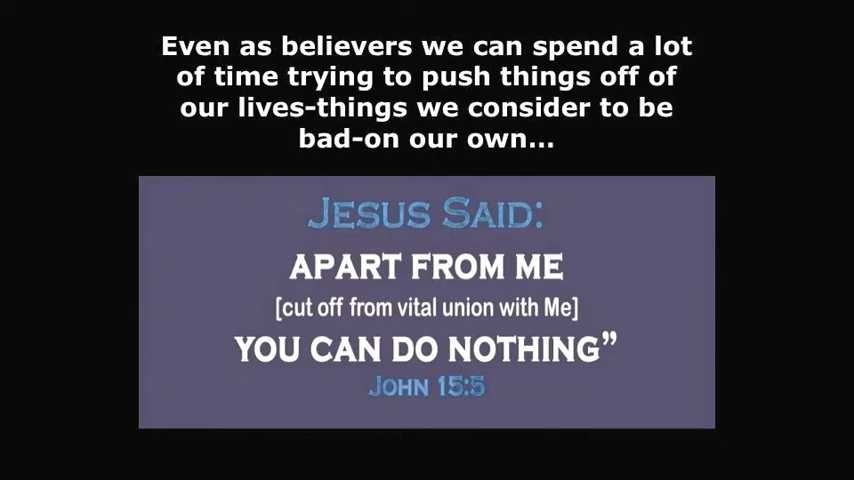 Even as believers we can spend a lot
of time trying to push things off of
our lives-things we consider to be
bad-on our own...
JESUS SAID:
APART FROM ME
[cut off from vital union with Me]
YOU CAN DO NOTHING”
JOHN 15:5